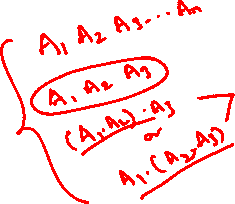 A₁ A₂ A₃ ... Aₙ
A₁ A₂ A₃
(A₁.A₂).A₃
or
A₁.(A₂.A₃)